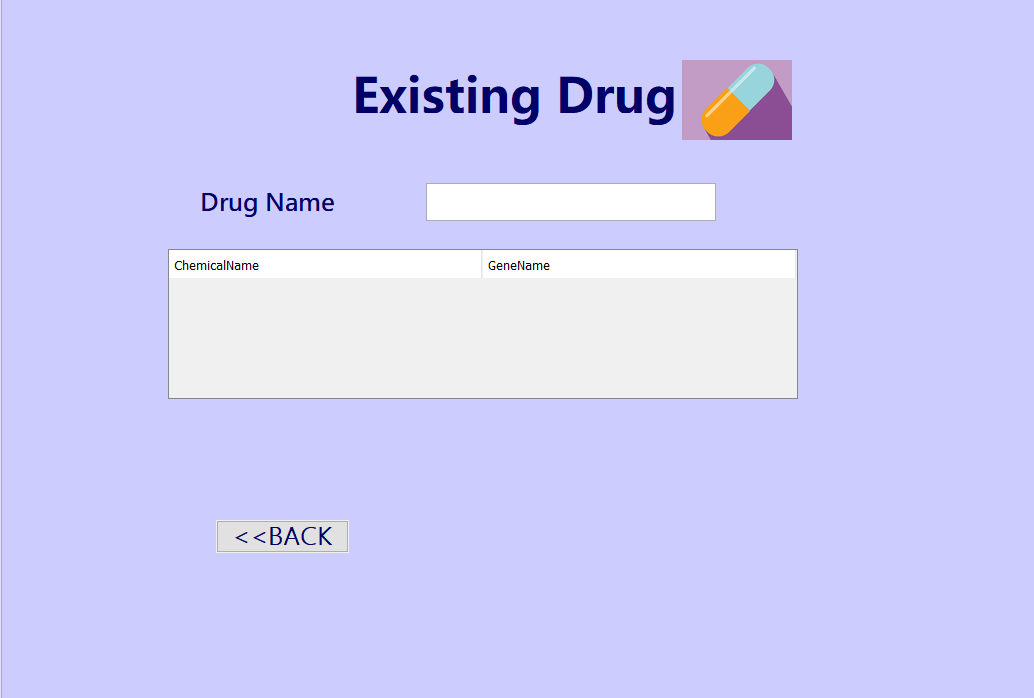 Existing Drug
Drug Name
ChemicalName GeneName
<<BACK